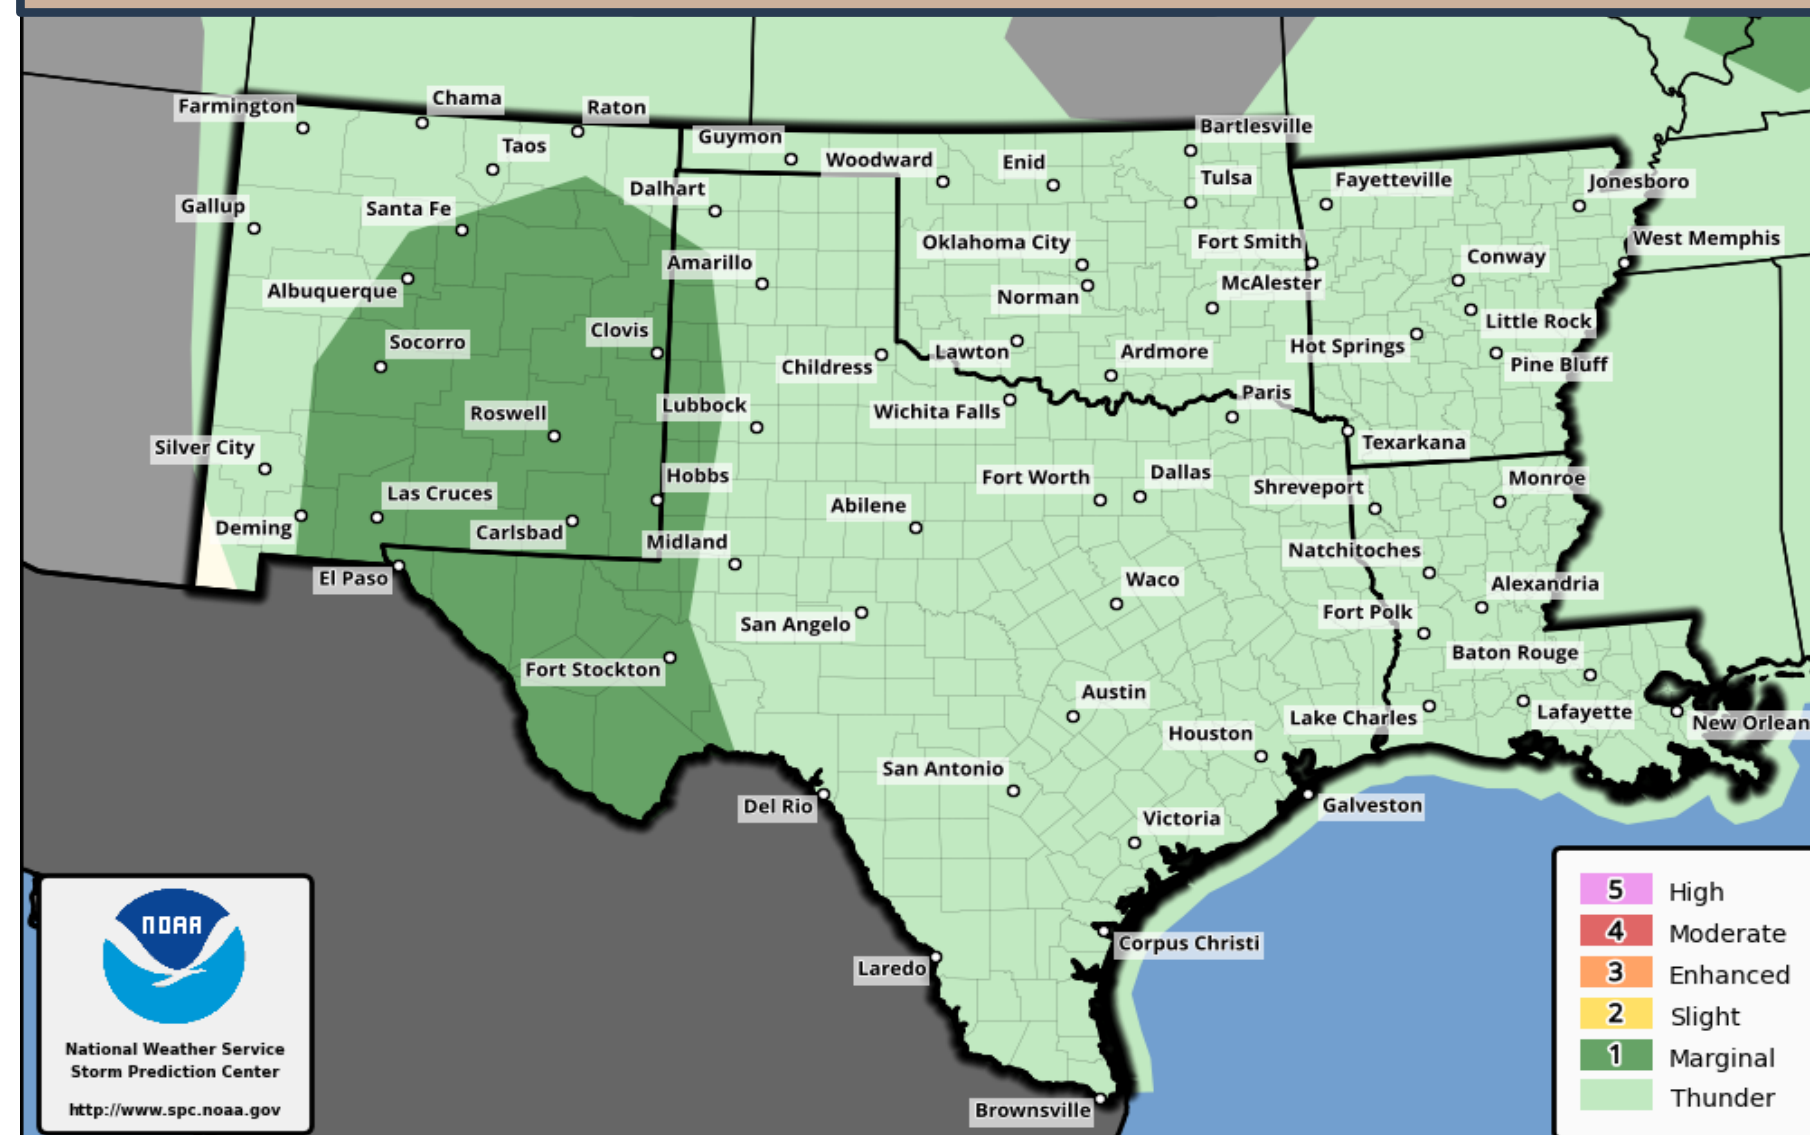 Farmington
Chama
Raton
Guymon
Bartlesville
Taos
Woodward
Enid
Tulsa
Fayetteville
Jonesboro
Dalhart
Gallup
Santa Fe
Oklahoma City
Fort Smith
West Memphis
Amarillo
Conway
Albuquerque
McAlester
Norman
Clovis
Socorro
Little Rock
Childress
Lawton
Ardmore
Hot Springs
Pine Bluff
Roswell
Lubbock
Wichita Falls
Paris
Silver City
Texarkana
Hobbs
Fort Worth
Dallas
Shreveport
Monroe
Las Cruces
Abilene
Deming
Carlsbad
Midland
Natchitoches
El Paso
Waco
Alexandria
San Angelo
Fort Polk
Fort Stockton
Baton Rouge
Austin
Lake Charles
Lafayette
New Orlean
Houston
San Antonio
Del Rio
Galveston
Victoria
Corpus Christi
Laredo
Brownsville
NOAA
National Weather Service
Storm Prediction Center
http://www.spc.noaa.gov
5 High
4 Moderate
3 Enhanced
2 Slight
1 Marginal
Thunder